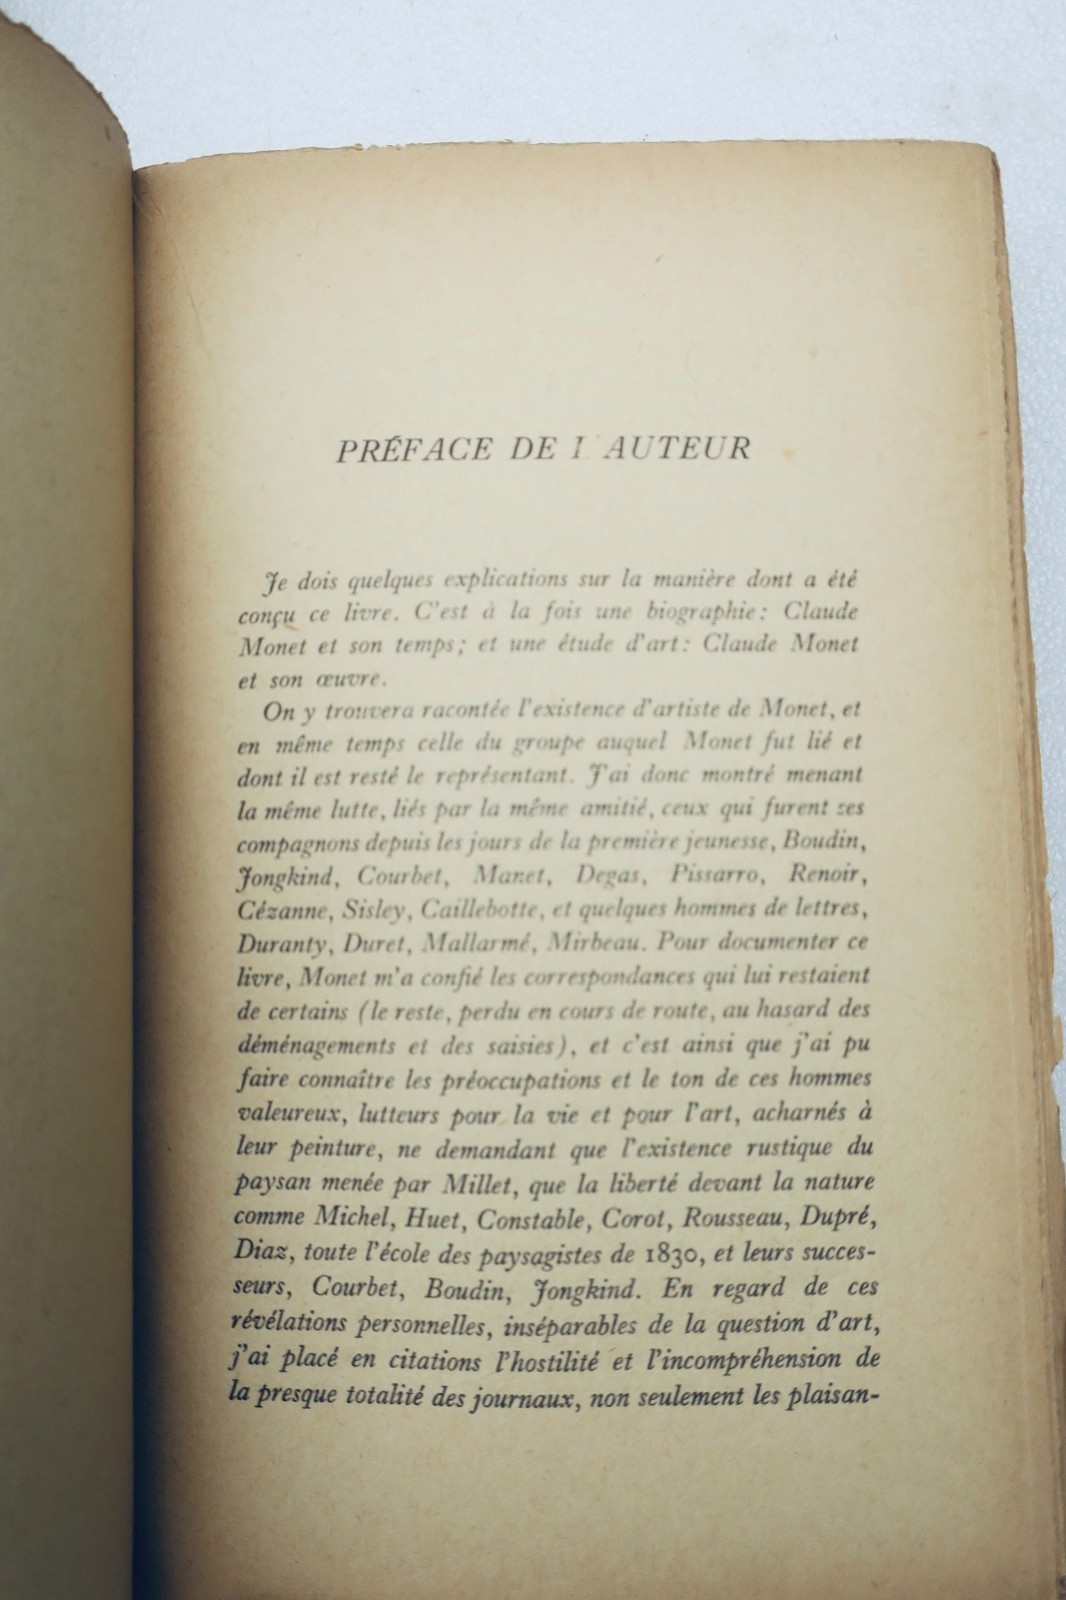 PRÉFACE DE L'AUTEUR
Je dois quelques explications sur la manière dont a été
conçu ce livre. C'est à la fois une biographie: Claude
Monet et son temps; et une étude d'art: Claude Monet
et son œuvre.
On y trouvera racontée l'existence d'artiste de Monet, et
en même temps celle du groupe auquel Monet fut lié et
dont il est resté le représentant. J'ai donc montré menant
la même lutte, liés par la même amitié, ceux qui furent ses
compagnons depuis les jours de la première jeunesse, Boudin,
Jongkind, Courbet, Manet, Degas, Pissarro, Renoir,
Cézanne, Sisley, Caillebotte, et quelques hommes de lettres,
Duranty, Duret, Mallarmé, Mirbeau. Pour documenter ce
livre, Monet m'a confié les correspondances qui lui restaient
de certains (le reste, perdu en cours de route, au hasard des
déménagements et des saisies), et c'est ainsi que j'ai pu
faire connaître les préoccupations et le ton de ces hommes
valeureux, lutteurs pour la vie et pour l'art, acharnés à
leur peinture, ne demandant que l'existence rustique du
paysan menée par Millet, que la liberté devant la nature
comme Michel, Huet, Constable, Corot, Rousseau, Dupré,
Diaz, toute l'école des paysagistes de 1830, et leurs succes-
seurs, Courbet, Boudin, Jongkind. En regard de ces
révélations personnelles, inséparables de la question d'art,
j'ai placé en citations l'hostilité et l'incompréhension de
la presque totalité des journaux, non seulement les plaisan-